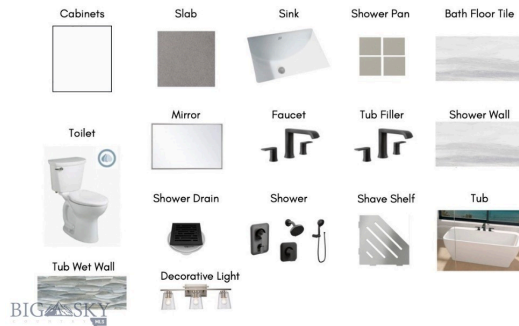 Cabinets
Slab
Sink
Shower Pan
Bath Floor Tile
Toilet
Mirror
Faucet
Tub Filler
Shower Wall
Shower Drain
Shower
Shave Shelf
Tub
Tub Wet Wall
Decorative Light
BIG SKY
MLS